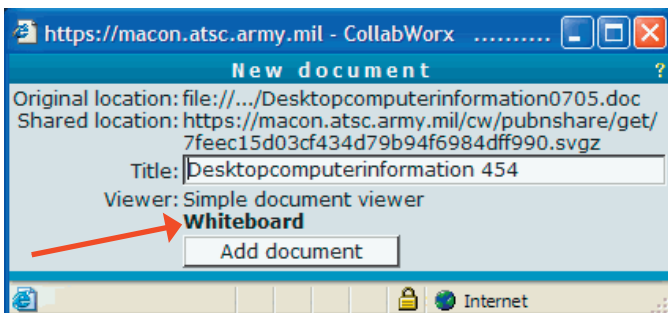 https://macon.atsc.army.mil - CollabWorx ..........
New document ?
Original location: file://.../Desktopcomputerinformation0705.doc
Shared location: https://macon.atsc.army.mil/cw/pubnshare/get/
7feec15d03cf434d79b94f6984dff990.svgz
Title: Desktopcomputerinformation 454
Viewer: Simple document viewer
Whiteboard
Add document
Internet